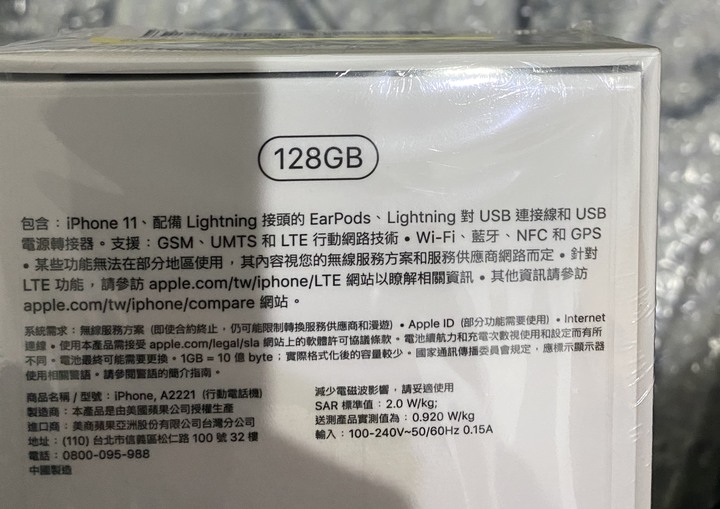 128GB
包含：iPhone 11、配備 Lightning 接頭的 EarPods、Lightning 對 USB 連接線和 USB
電源轉接器。支援：GSM、UMTS 和 LTE 行動網路技術 • Wi-Fi、藍牙、NFC 和 GPS
• 某些功能無法在部分地區使用，其內容視您的無線服務方案和服務供應商網路而定 • 針對
LTE 功能，請參訪 apple.com/tw/iphone/LTE 網站以瞭解相關資訊 • 其他資訊請參訪
apple.com/tw/iphone/compare 網站。
系統需求：無線服務方案 (即使合約終止，仍可能限制轉換服務供應商和漫遊) • Apple ID (部分功能需要使用) • Internet
連線 • 使用本產品需接受 apple.com/legal/sla 網站上的軟體許可協議條款。電池續航力和充電次數視使用和設定而有所
不同。電池最終可能需要更換。1GB = 10 億 byte；實際格式化後的容量較少。國家通訊傳播委員會規定，應標示顯示器
使用相關警語。請參閱警語的簡介指南。
商品名稱 / 型號：iPhone, A2221 (行動電話機)
製造商：本產品是由美國蘋果公司授權生產
進口商：美商蘋果亞洲股份有限公司台灣分公司
地址：(110) 台北市信義區松仁路 100 號 32 樓
電話：0800-095-988
中國製造
減少電磁波影響，請妥適使用
SAR 標準值：2.0 W/kg;
送測產品實測值為：0.920 W/kg
輸入：100-240V~50/60Hz 0.15A